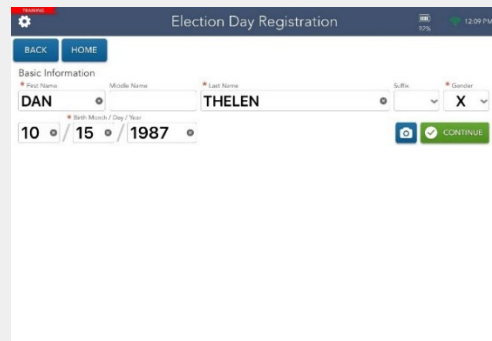 TRAINING
Election Day Registration
92%
12:09 PM
BACK HOME
Basic Information
* First Name Middle Name * Last Name Suffix * Gender
DAN THELEN X
* Birth Month / Day / Year
10 / 15 / 1987 CONTINUE